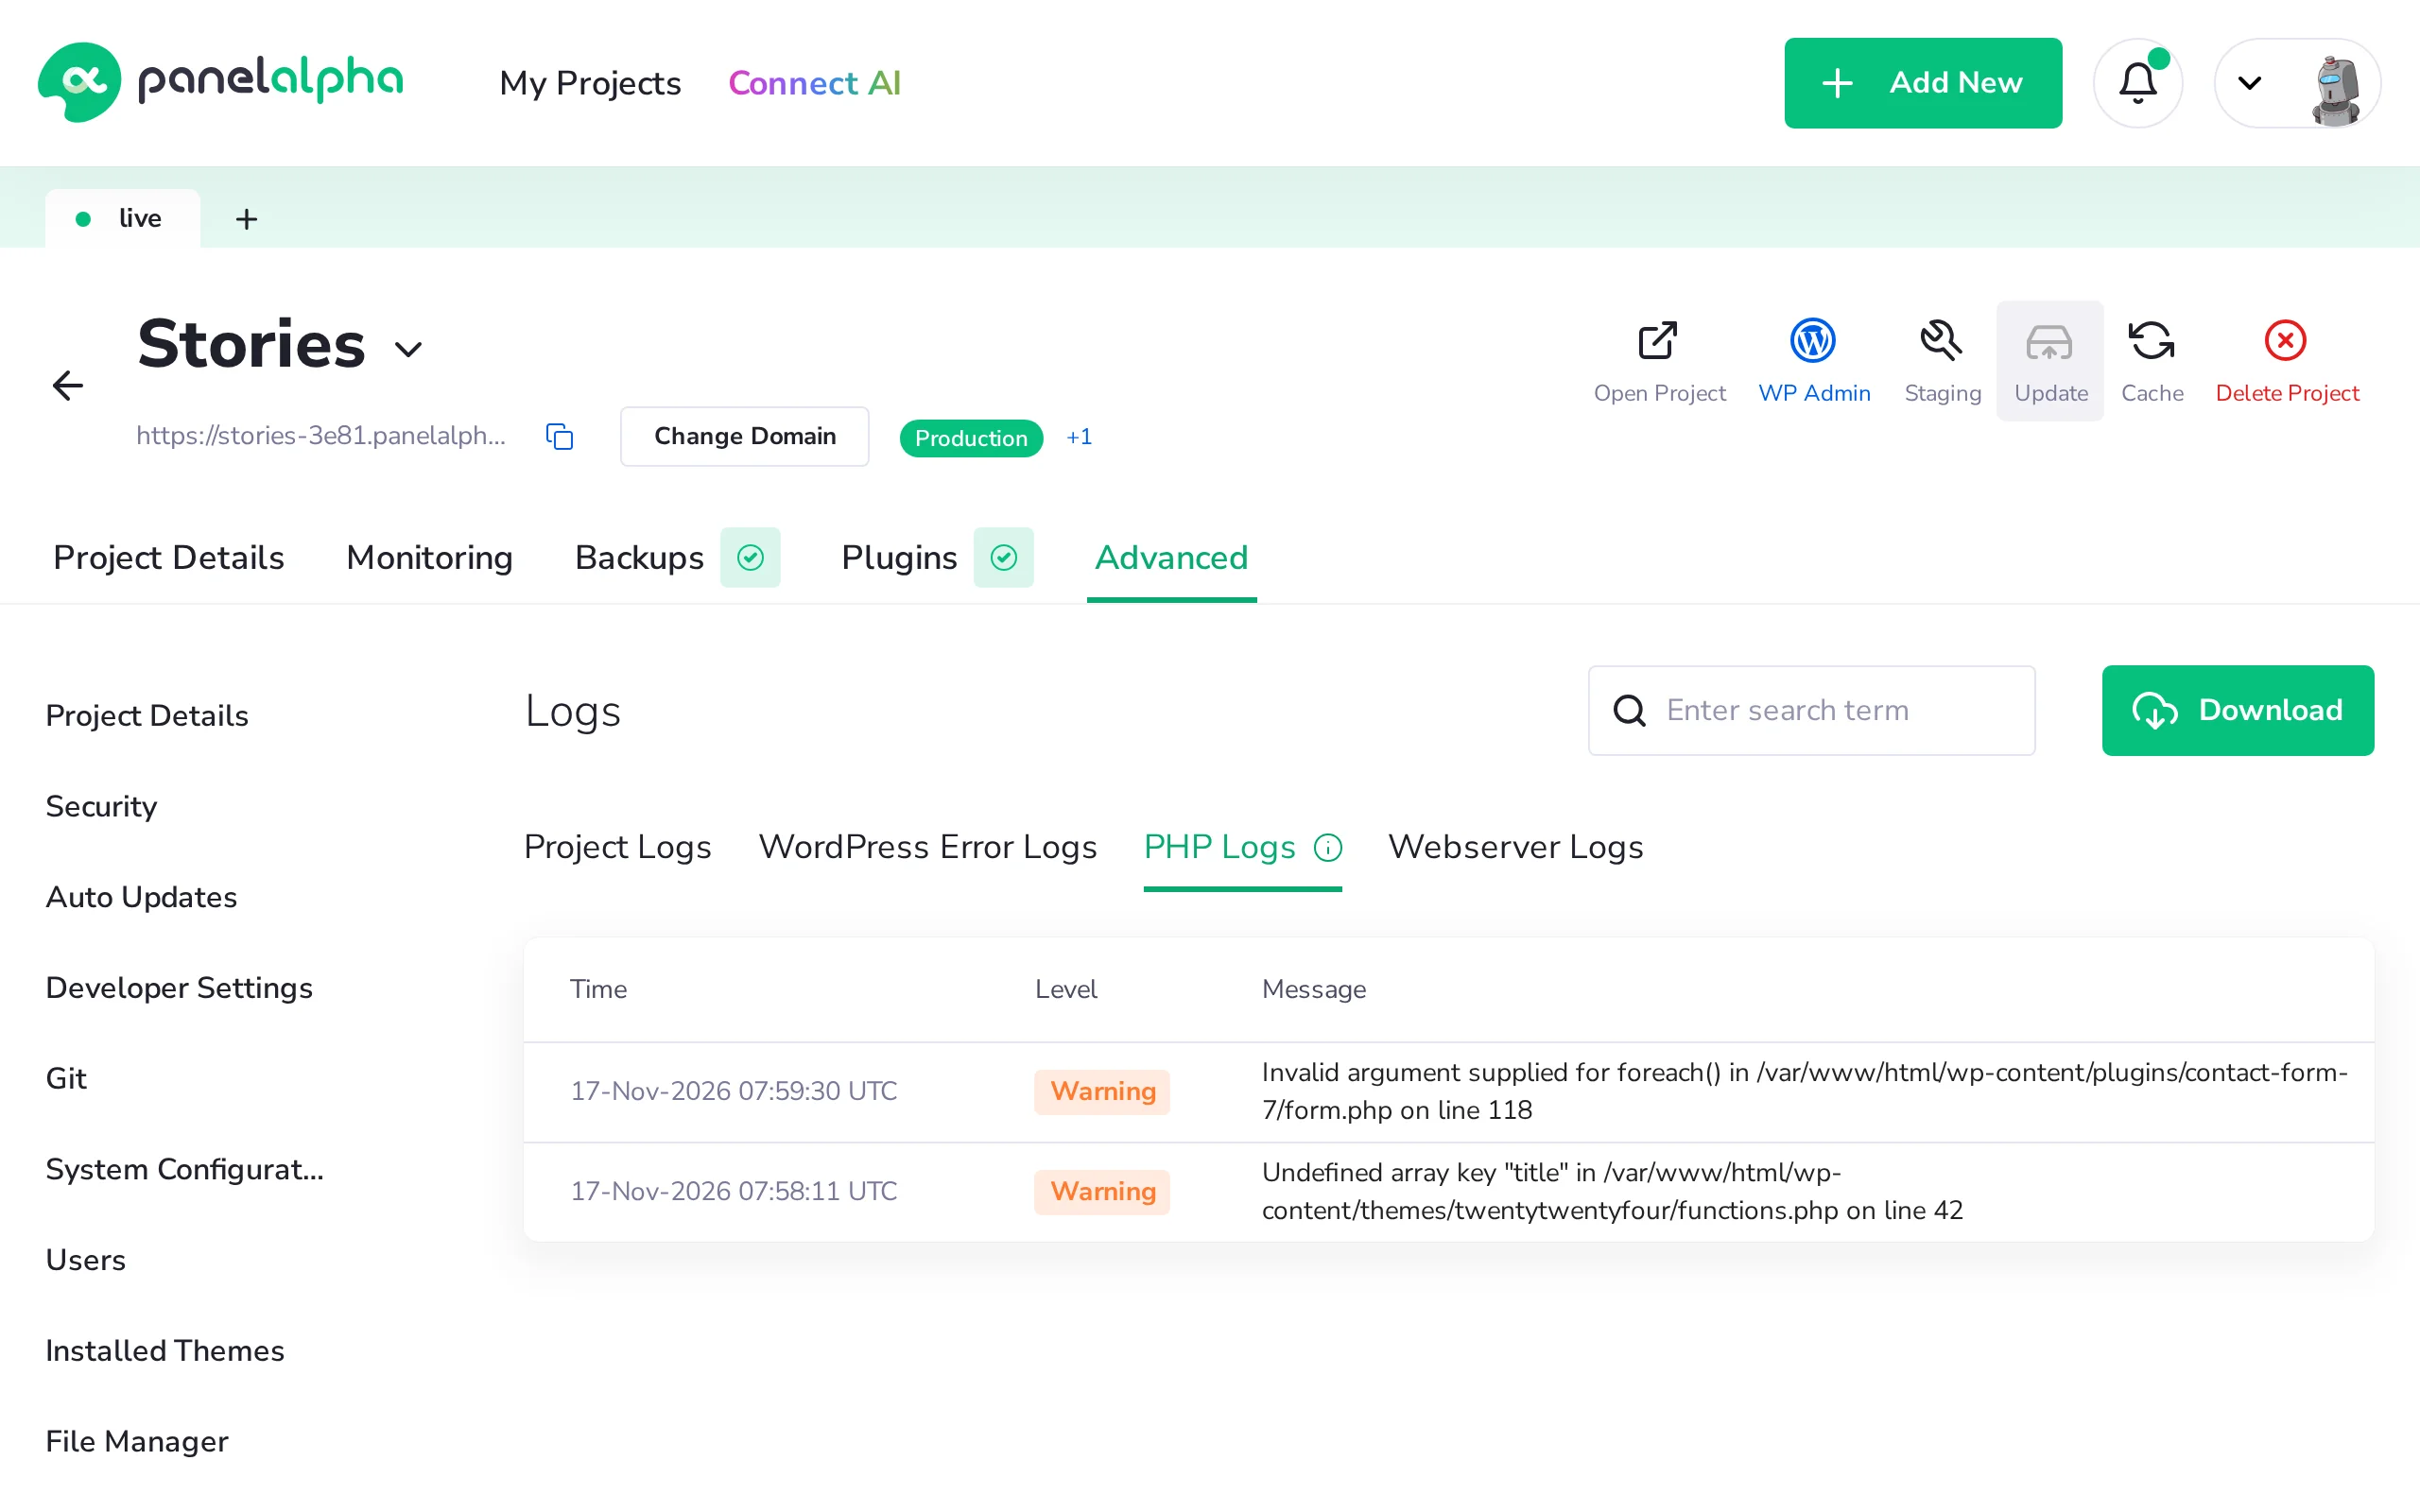 panelalpha
My Projects
Connect AI
Add New
live
Stories
https://stories-3e81.panelalph...
Change Domain
Production
+1
Open Project
WP Admin
Staging
Update
Cache
Delete Project
Project Details
Monitoring
Backups
Plugins
Advanced
Project Details
Security
Auto Updates
Developer Settings
Git
System Configurat...
Users
Installed Themes
File Manager
Logs
Enter search term
Download
Project Logs
WordPress Error Logs
PHP Logs
Webserver Logs
Time
Level
Message
17-Nov-2026 07:59:30 UTC
Warning
Invalid argument supplied for foreach() in /var/www/html/wp-content/plugins/contact-form-
7/form.php on line 118
17-Nov-2026 07:58:11 UTC
Warning
Undefined array key "title" in /var/www/html/wp-
content/themes/twentytwentyfour/functions.php on line 42